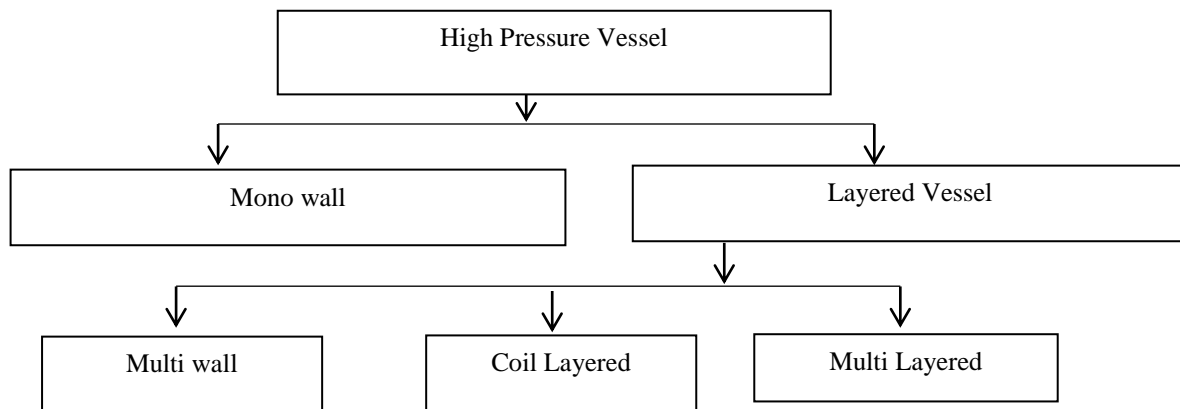 High Pressure Vessel
Mono wall
Layered Vessel
Multi wall
Coil Layered
Multi Layered